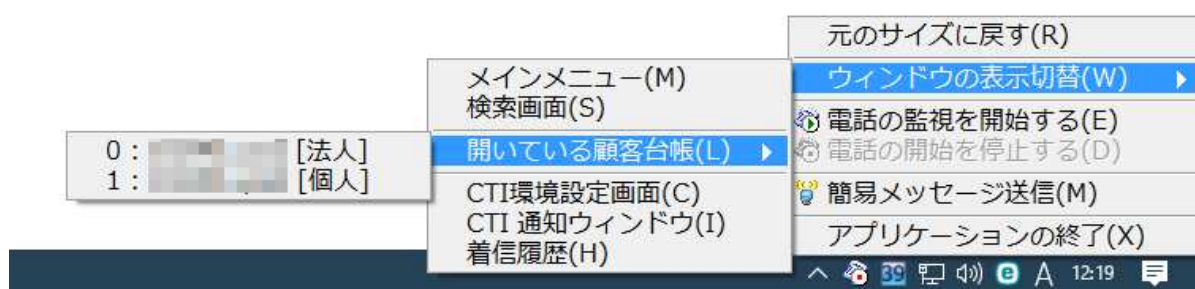 元のサイズに戻す(R)
ウィンドウの表示切替(W)
電話の監視を開始する(E)
電話の開始を停止する(D)
簡易メッセージ送信(M)
アプリケーションの終了(X)
メインメニュー(M)
検索画面(S)
開いている顧客台帳(L)
CTI環境設定画面(C)
CTI 通知ウィンドウ(I)
着信履歴(H)
0 : [法人]
1 : [個人]
39 A 12:19